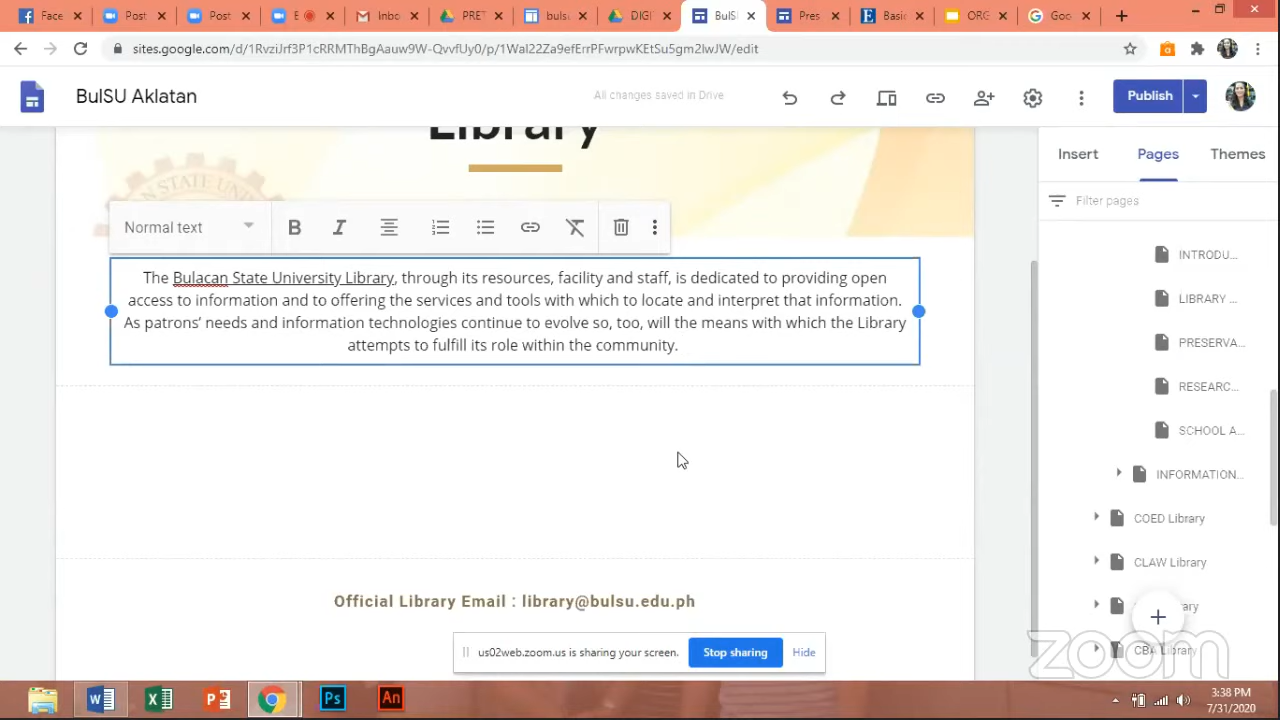 Face
Post
Post
B
Inbo
PRET
bulsu
DIGI
BulSU
Pres
Basic
ORG
Goo
sites.google.com/d/1RvziJrf3P1cRRMThBgAauw9W-QvvfUy0/p/1WaI22Za9efErrPFwrpwKEtSu5gm2IwJW/edit
BulSU Aklatan
All changes saved in Drive
Publish
Library
Insert Pages Themes
Filter pages
Normal text
The Bulacan State University Library, through its resources, facility and staff, is dedicated to providing open
access to information and to offering the services and tools with which to locate and interpret that information.
As patrons' needs and information technologies continue to evolve so, too, will the means with which the Library
attempts to fulfill its role within the community.
INTRODU...
LIBRARY ...
PRESERVA...
RESEARC...
SCHOOL A...
INFORMATION...
COED Library
CLAW Library
CBA Library
Official Library Email : library@bulsu.edu.ph
us02web.zoom.us is sharing your screen.
Stop sharing
Hide
zoom
Ps
An
3:38 PM
7/31/2020